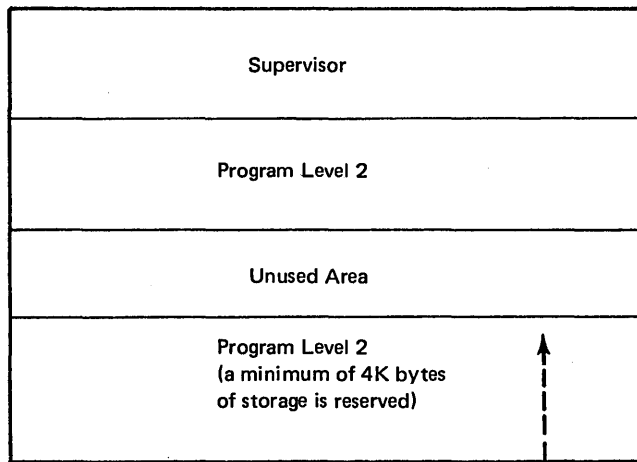 Supervisor
Program Level 2
Unused Area
Program Level 2
(a minimum of 4K bytes
of storage is reserved)